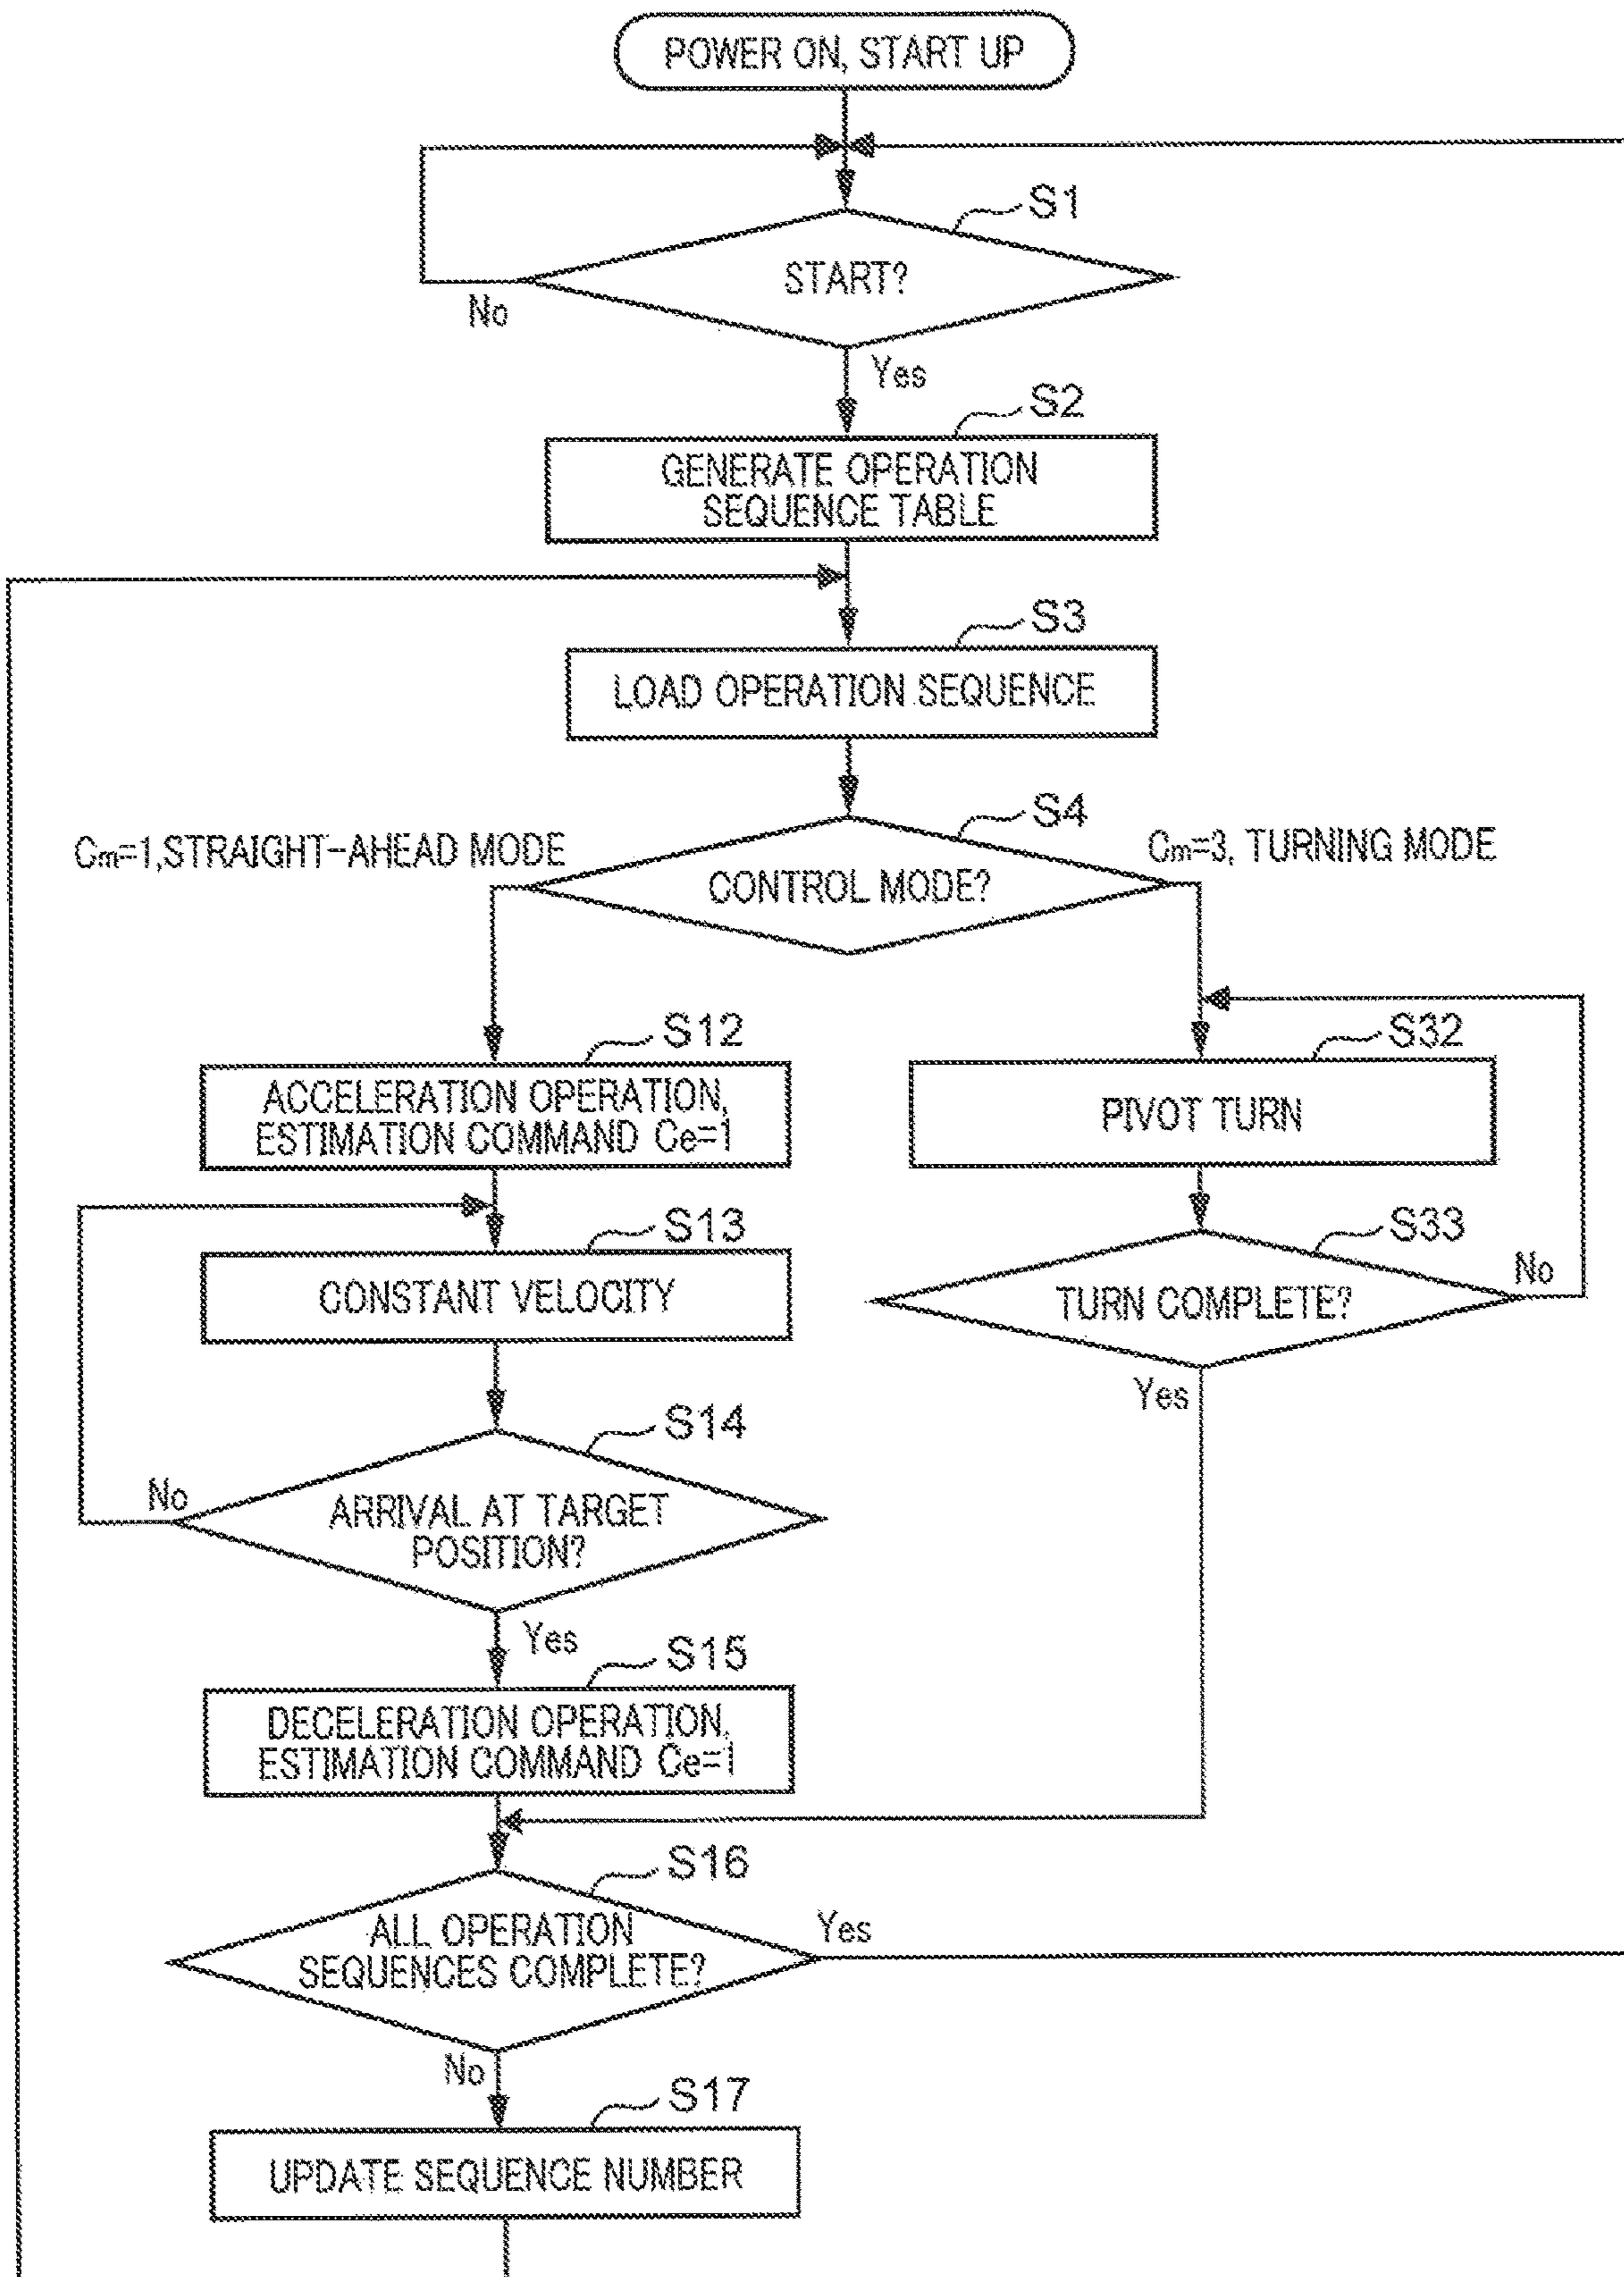 POWER ON, START UP
S1
START?
No
Yes
S2
GENERATE OPERATION
SEQUENCE TABLE
S3
LOAD OPERATION SEQUENCE
S4
Cm=1,STRAIGHT-AHEAD MODE
Cm=3, TURNING MODE
CONTROL MODE?
S12
ACCELERATION OPERATION,
ESTIMATION COMMAND Ce=1
S32
PIVOT TURN
S13
CONSTANT VELOCITY
S33
TURN COMPLETE?
No
Yes
S14
No
ARRIVAL AT TARGET
POSITION?
Yes
S15
DECELERATION OPERATION,
ESTIMATION COMMAND Ce=1
S16
ALL OPERATION
SEQUENCES COMPLETE?
Yes
No
S17
UPDATE SEQUENCE NUMBER